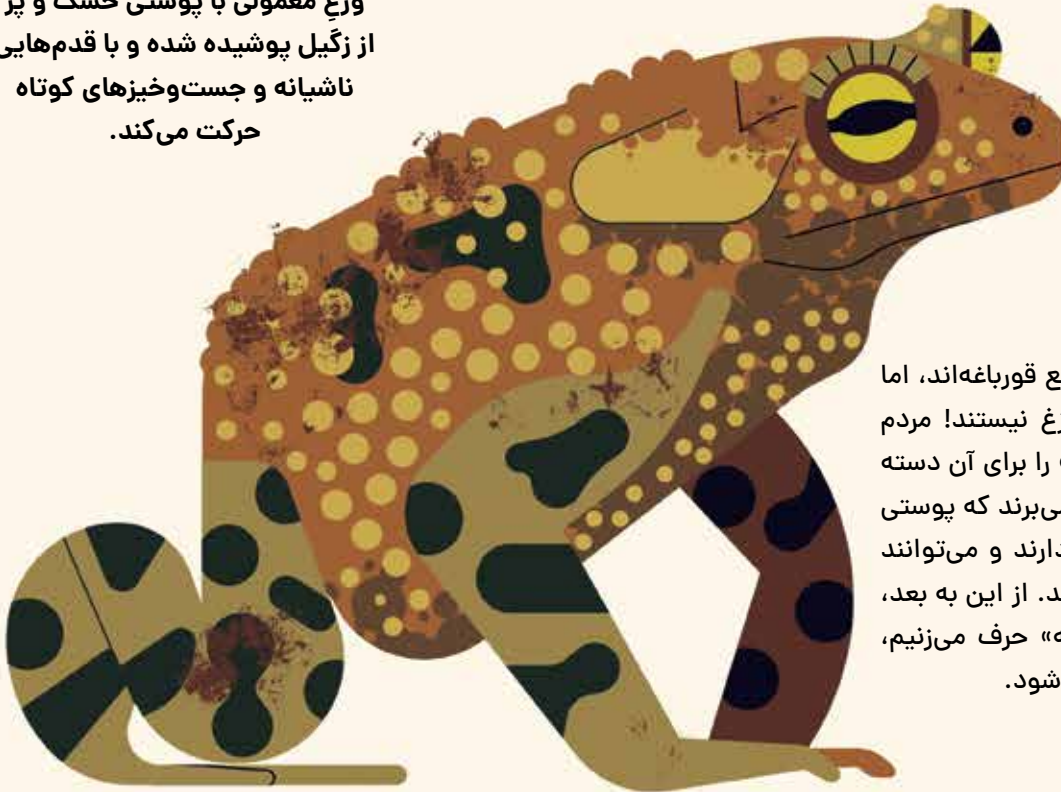 وزغِ معمولی با پوستی خشک و پر
از زگیل پوشیده شده و با قدم‌هایی
ناشیانه و جست‌وخیزهای کوتاه
حرکت می‌کند.
قورباغه‌اند، اما
نیستند! مردم
را برای آن دسته
می‌برند که پوستی
دارند و می‌توانند
از این به بعد،
حرف می‌زنیم،
شود.